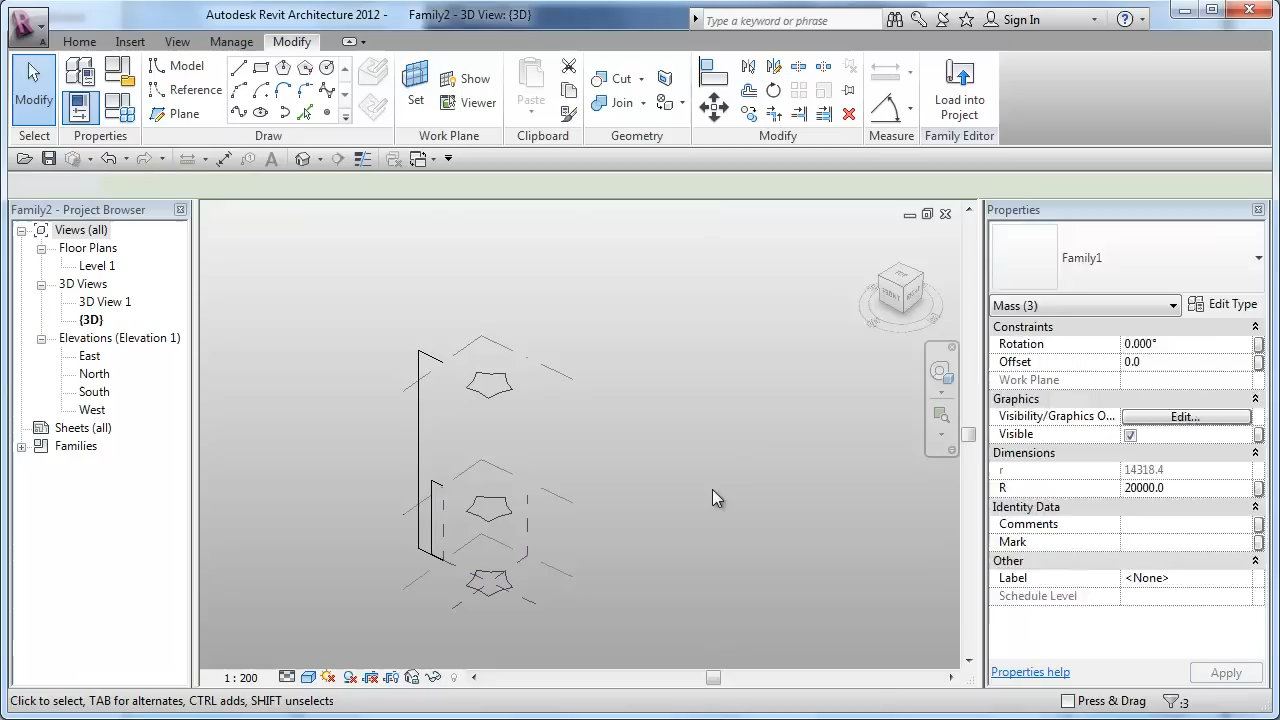 Autodesk Revit Architecture 2012 - Family2 - 3D View: {3D}
Type a keyword or phrase
Sign In
Home Insert View Manage Modify
Modify
Select
Properties
Model
Reference
Plane
Draw
Set
Show
Viewer
Work Plane
Paste
Clipboard
Cut
Join
Geometry
Modify
Measure
Load into
Project
Family Editor
Family2 - Project Browser
Views (all)
Floor Plans
Level 1
3D Views
3D View 1
{3D}
Elevations (Elevation 1)
East
North
South
West
Sheets (all)
Families
TOP
FRONT
RIGHT
1 : 200
Properties
Family1
Mass (3)
Edit Type
Constraints
Rotation 0.000°
Offset 0.0
Work Plane
Graphics
Visibility/Graphics O... Edit...
Visible
Dimensions
r 14318.4
R 20000.0
Identity Data
Comments
Mark
Other
Label <None>
Schedule Level
Properties help
Apply
Click to select, TAB for alternates, CTRL adds, SHIFT unselects
Press & Drag
:3